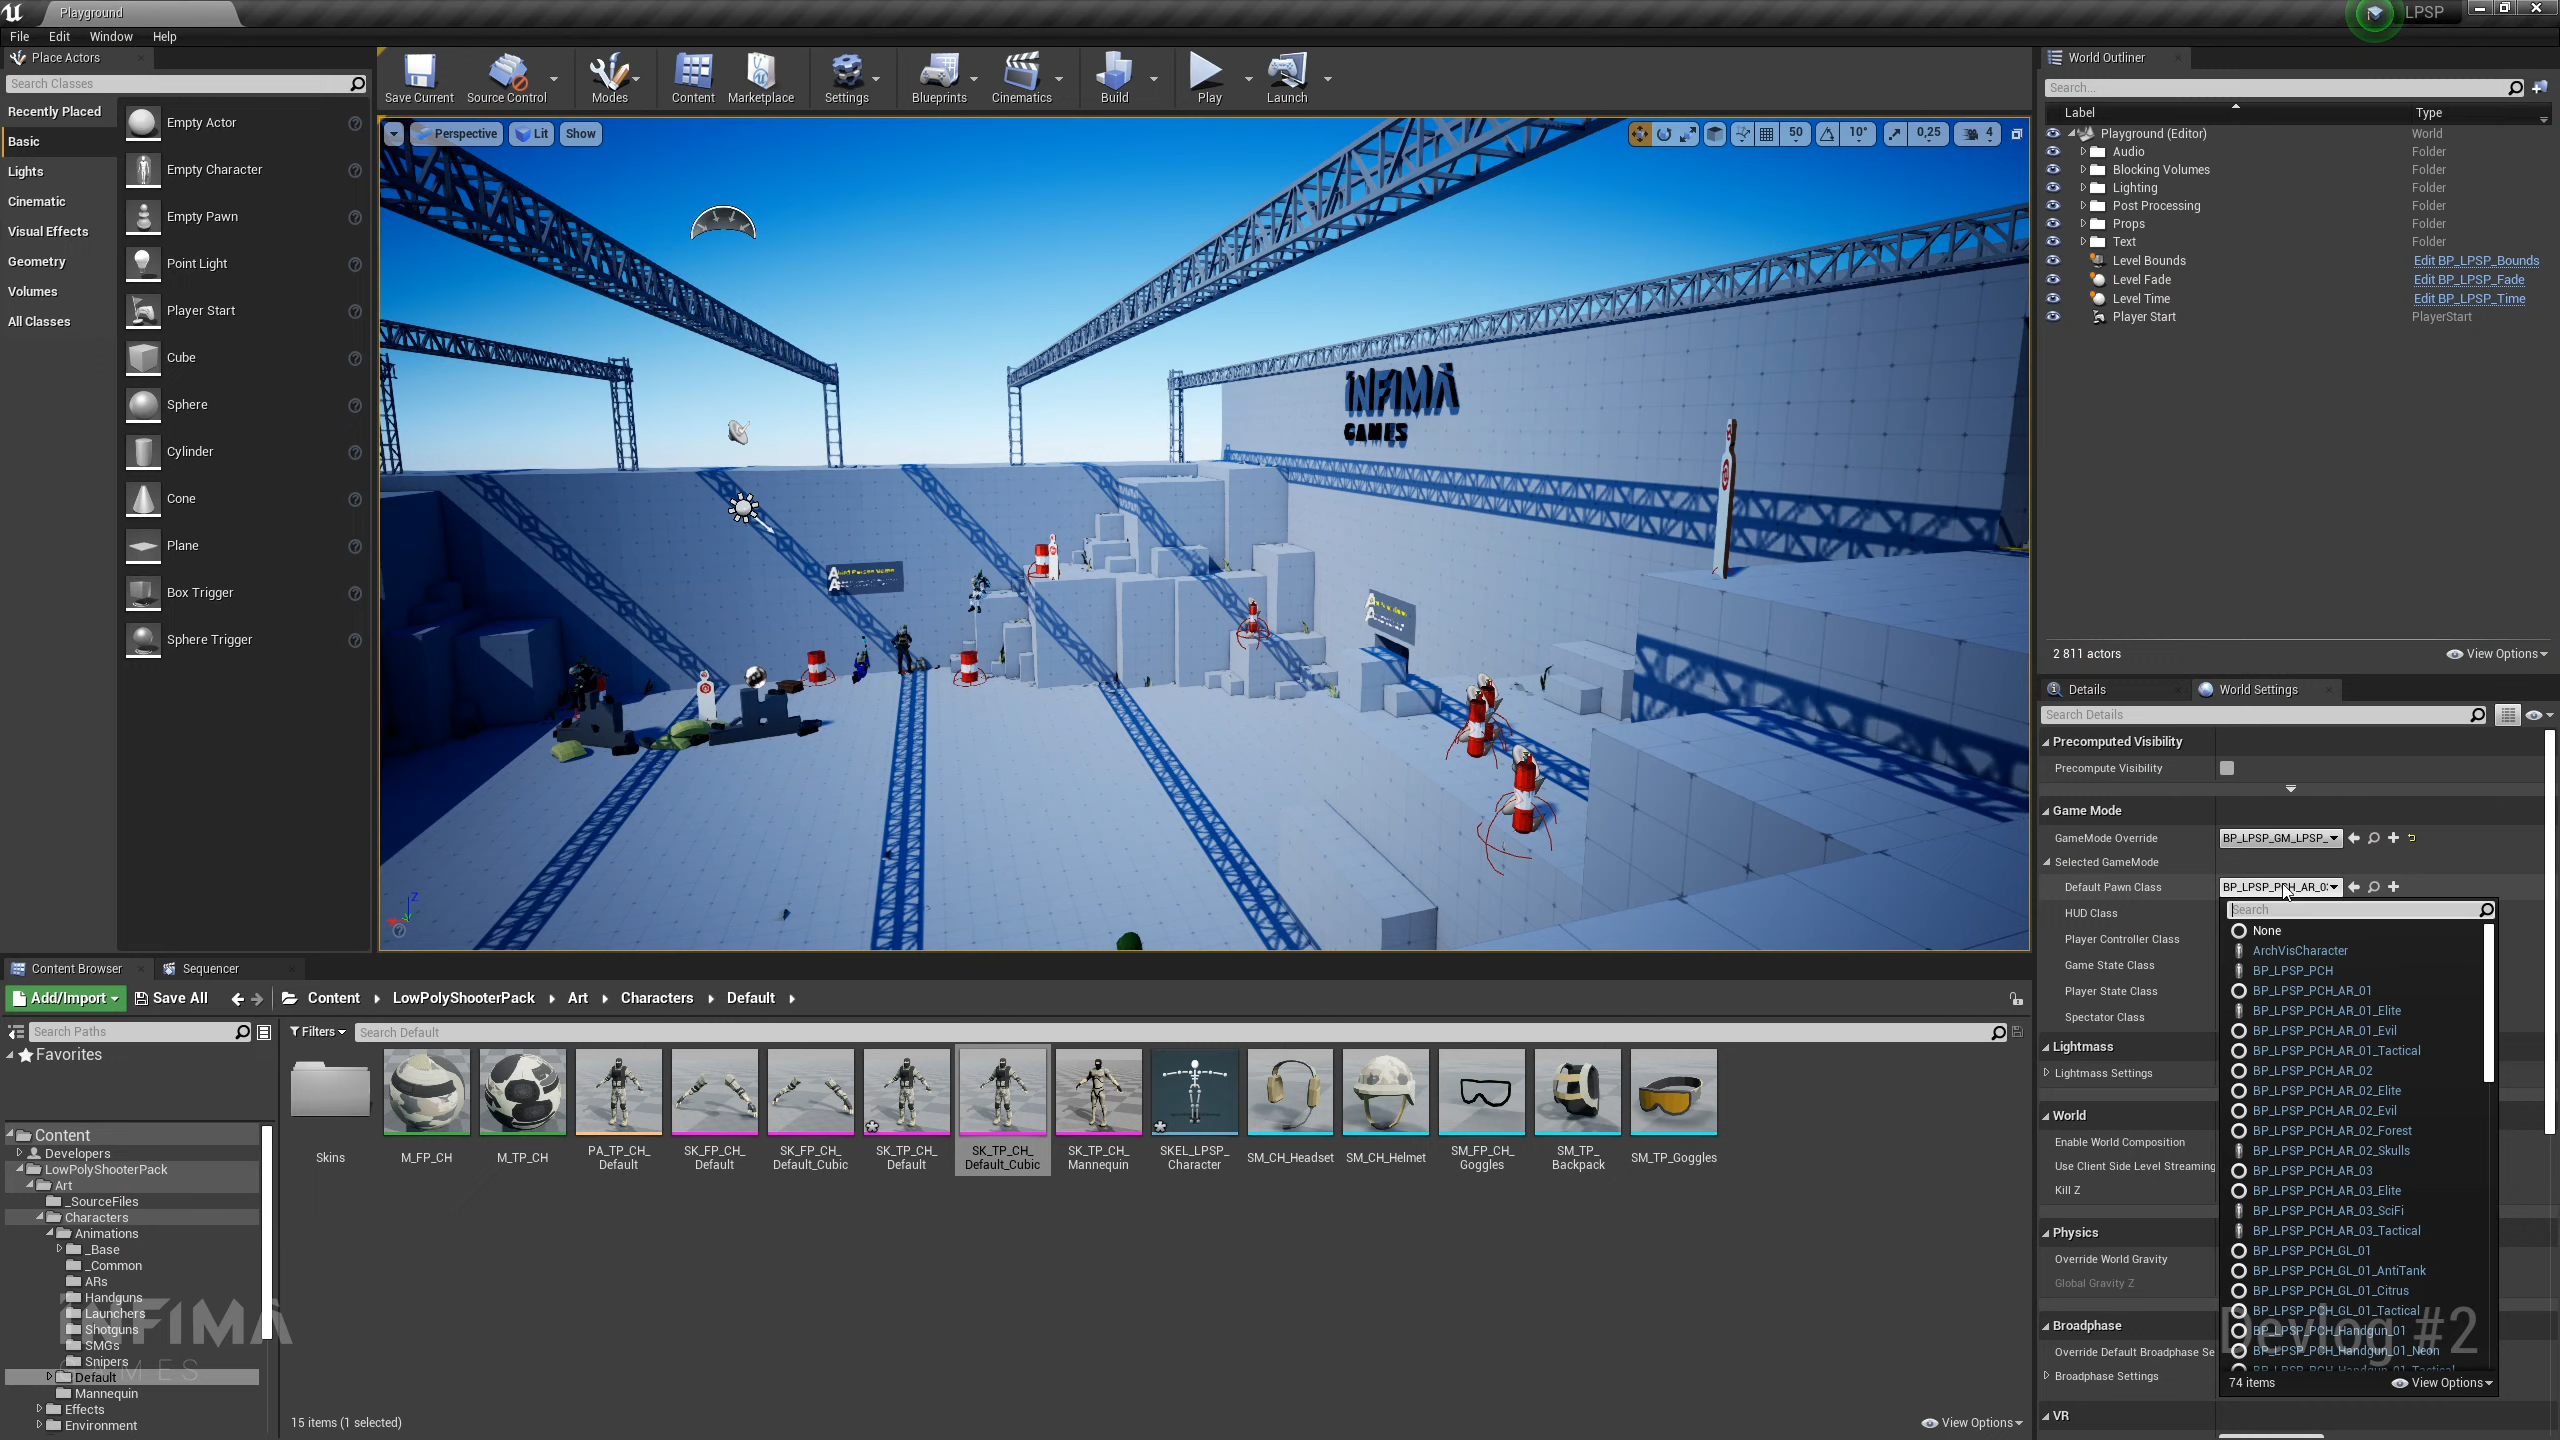 Playground
LPSP
File
Edit
Window
Help
Place Actors
Search Classes
Recently Placed
Basic
Lights
Cinematic
Visual Effects
Geometry
Volumes
All Classes
Empty Actor
Empty Character
Empty Pawn
Point Light
Player Start
Cube
Sphere
Cylinder
Cone
Plane
Box Trigger
Sphere Trigger
Save Current
Source Control
Modes
Content
Marketplace
Settings
Blueprints
Cinematics
Build
Play
Launch
Perspective
Lit
Show
50
10°
0,25
4
INFIMA
GAMES
World Outliner
Search...
Label
Type
Playground (Editor)
World
Audio
Folder
Blocking Volumes
Folder
Lighting
Folder
Post Processing
Folder
Props
Folder
Text
Folder
Level Bounds
Edit BP_LPSP_Bounds
Level Fade
Edit BP_LPSP_Fade
Level Time
Edit BP_LPSP_Time
Player Start
PlayerStart
2 811 actors
View Options
Details
World Settings
Search Details
Precomputed Visibility
Precompute Visibility
Game Mode
GameMode Override
BP_LPSP_GM_LPSP_
Selected GameMode
Default Pawn Class
BP_LPSP_PCH_AR_03
HUD Class
Player Controller Class
Game State Class
Player State Class
Spectator Class
Lightmass
Lightmass Settings
World
Enable World Composition
Use Client Side Level Streaming
Kill Z
Physics
Override World Gravity
Global Gravity Z
Broadphase
Override Default Broadphase Se
Broadphase Settings
VR
Search
None
ArchVisCharacter
BP_LPSP_PCH
BP_LPSP_PCH_AR_01
BP_LPSP_PCH_AR_01_Elite
BP_LPSP_PCH_AR_01_Evil
BP_LPSP_PCH_AR_01_Tactical
BP_LPSP_PCH_AR_02
BP_LPSP_PCH_AR_02_Elite
BP_LPSP_PCH_AR_02_Evil
BP_LPSP_PCH_AR_02_Forest
BP_LPSP_PCH_AR_02_Skulls
BP_LPSP_PCH_AR_03
BP_LPSP_PCH_AR_03_Elite
BP_LPSP_PCH_AR_03_SciFi
BP_LPSP_PCH_AR_03_Tactical
BP_LPSP_PCH_GL_01
BP_LPSP_PCH_GL_01_AntiTank
BP_LPSP_PCH_GL_01_Citrus
BP_LPSP_PCH_GL_01_Tactical
BP_LPSP_PCH_Handgun_01
BP_LPSP_PCH_Handgun_01_Neon
BP_LPSP_PCH_Handgun_01_Tactical
74 items
View Options
Devlog #2
Content Browser
Sequencer
Add/Import
Save All
Content
LowPolyShooterPack
Art
Characters
Default
Search Paths
Filters
Search Default
Favorites
Content
Developers
LowPolyShooterPack
Art
_SourceFiles
Characters
Animations
_Base
_Common
ARs
Handguns
Launchers
Shotguns
SMGs
Snipers
Default
Mannequin
Effects
Environment
INFIMA
GAMES
Skins
M_FP_CH
M_TP_CH
PA_TP_CH_
Default
SK_FP_CH_
Default
SK_FP_CH_
Default_Cubic
SK_TP_CH_
Default
SK_TP_CH_
Default_Cubic
SK_TP_CH_
Mannequin
SKEL_LPSP_
Character
SM_CH_Headset
SM_CH_Helmet
SM_FP_CH_
Goggles
SM_TP_
Backpack
SM_TP_Goggles
15 items (1 selected)
View Options